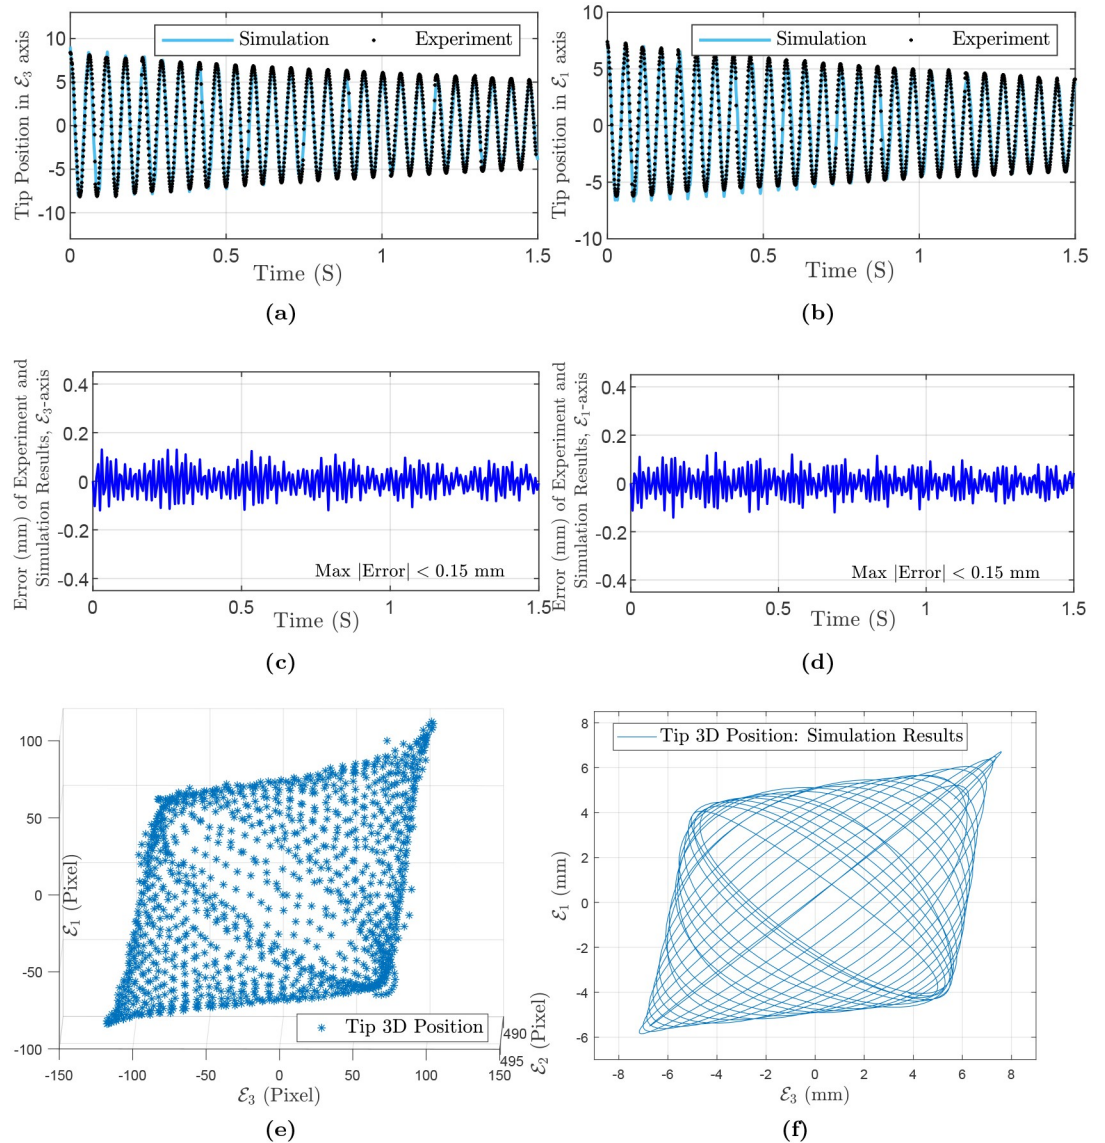 Tip Position in ℰ3 axis
10
5
0
-5
-10
Simulation
Experiment
0 0.5 1 1.5
Time (S)
(a)
Tip position in ℰ1 axis
10
5
0
-5
-10
Simulation
Experiment
0 0.5 1 1.5
Time (S)
(b)
Error (mm) of Experiment and
Simulation Results, ℰ3-axis
0.4
0.2
0
-0.2
-0.4
Max |Error| < 0.15 mm
0 0.5 1 1.5
Time (S)
(c)
Error (mm) of Experiment and
Simulation Results, ℰ1-axis
0.4
0.2
0
-0.2
-0.4
Max |Error| < 0.15 mm
0 0.5 1 1.5
Time (S)
(d)
ℰ1 (Pixel)
100
50
0
-50
-100
Tip 3D Position
490
495
ℰ2 (Pixel)
-150 -100 -50 0 50 100 150
ℰ3 (Pixel)
(e)
ℰ1 (mm)
8
6
4
2
0
-2
-4
-6
Tip 3D Position: Simulation Results
-8 -6 -4 -2 0 2 4 6 8
ℰ3 (mm)
(f)